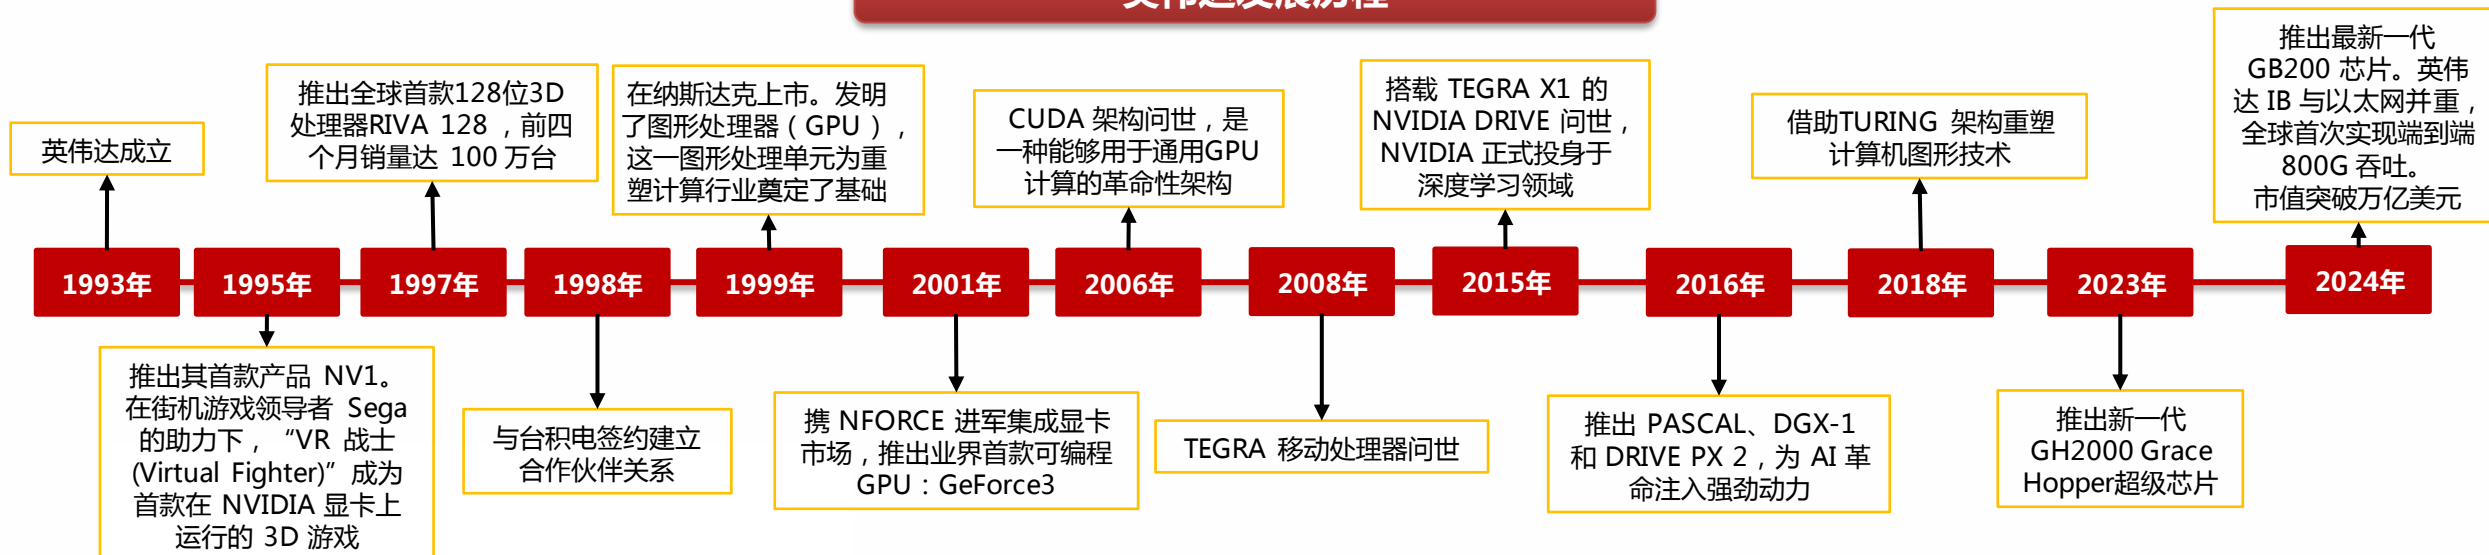 英伟达发展历程
推出最新一代
GB200 芯片。英伟
达 IB 与以太网并重，
全球首次实现端到端
800G 吞吐。
市值突破万亿美元
英伟达成立
推出全球首款128位3D
处理器RIVA 128 ，前四
个月销量达 100 万台
在纳斯达克上市。发明
了图形处理器（GPU），
这一图形处理单元为重
塑计算行业奠定了基础
CUDA 架构问世，是
一种能够用于通用GPU
计算的革命性架构
搭载 TEGRA X1 的
NVIDIA DRIVE 问世，
NVIDIA 正式投身于
深度学习领域
借助TURING 架构重塑
计算机图形技术
1993年
1995年
1997年
1998年
1999年
2001年
2006年
2008年
2015年
2016年
2018年
2023年
2024年
推出其首款产品 NV1。
在街机游戏领导者 Sega
的助力下，“VR 战士
(Virtual Fighter)”成为
首款在 NVIDIA 显卡上
运行的 3D 游戏
与台积电签约建立
合作伙伴关系
携 NFORCE 进军集成显卡
市场，推出业界首款可编程
GPU：GeForce3
TEGRA 移动处理器问世
推出 PASCAL、DGX-1
和 DRIVE PX 2，为 AI 革
命注入强劲动力
推出新一代
GH2000 Grace
Hopper超级芯片